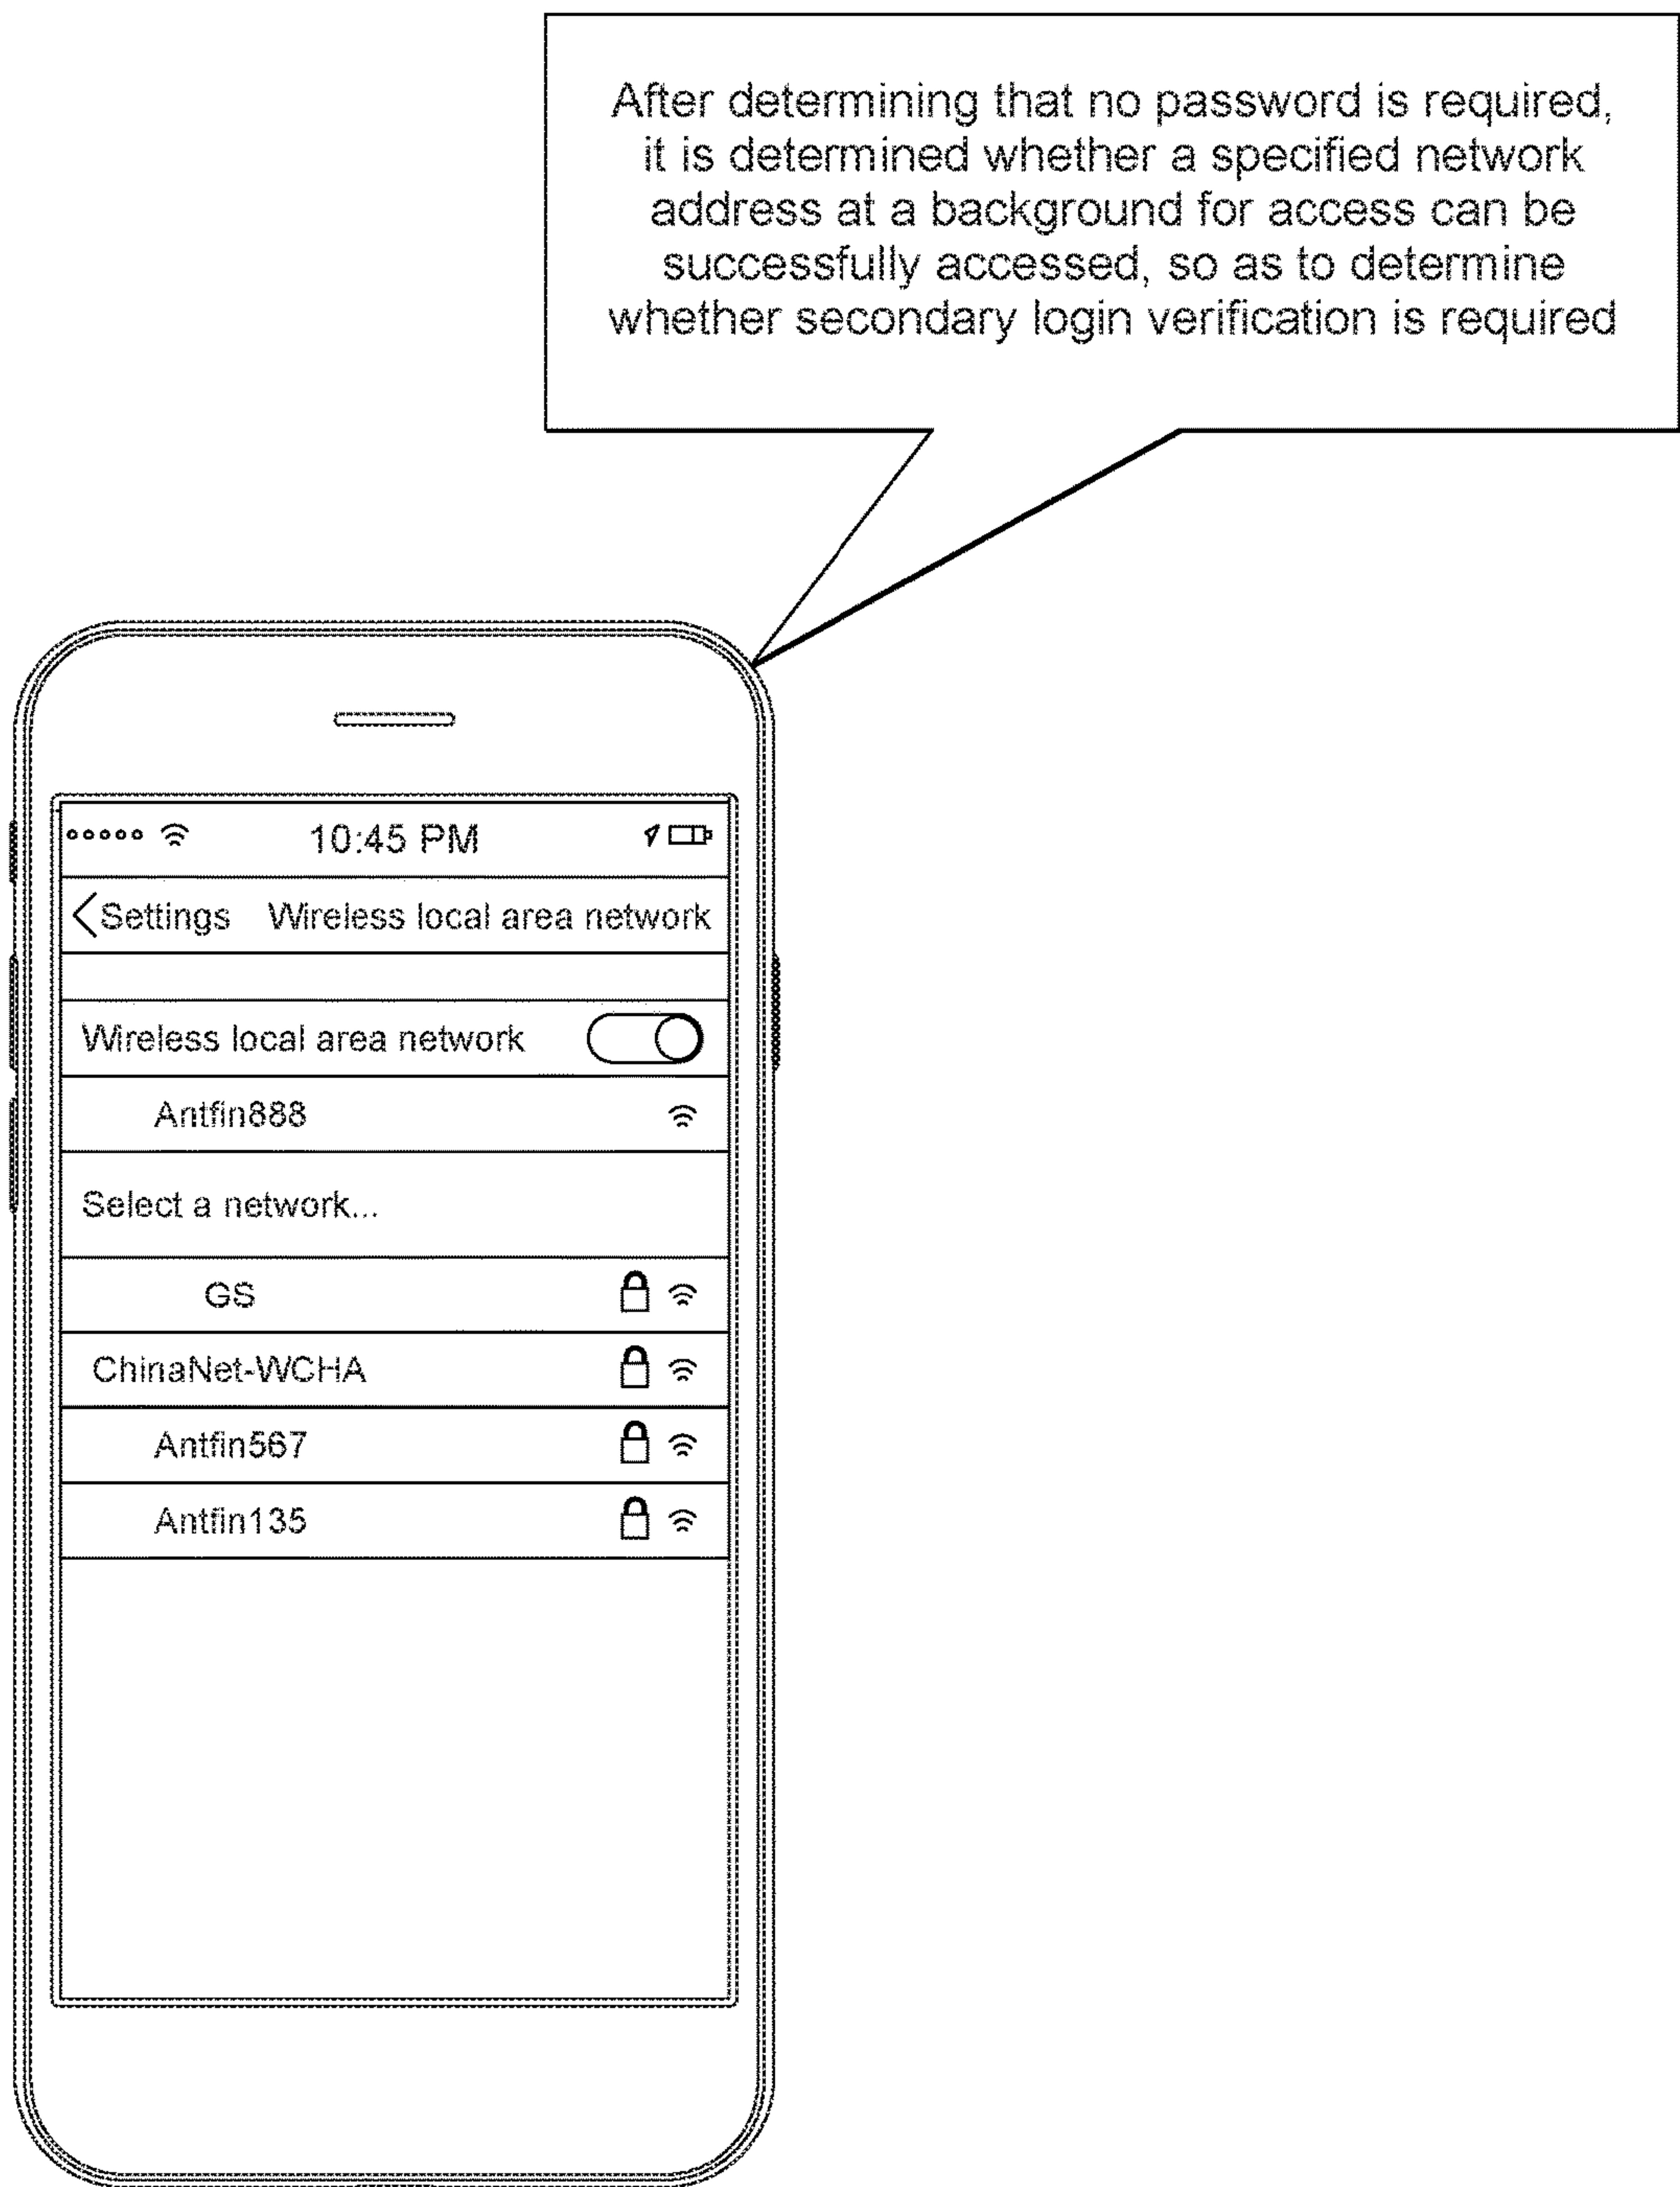 After determining that no password is required,
it is determined whether a specified network
address at a background for access can be
successfully accessed, so as to determine
whether secondary login verification is required
10:45 PM
Settings Wireless local area network
Wireless local area network
Antfin888
Select a network...
GS
ChinaNet-WCHA
Antfin567
Antfin135